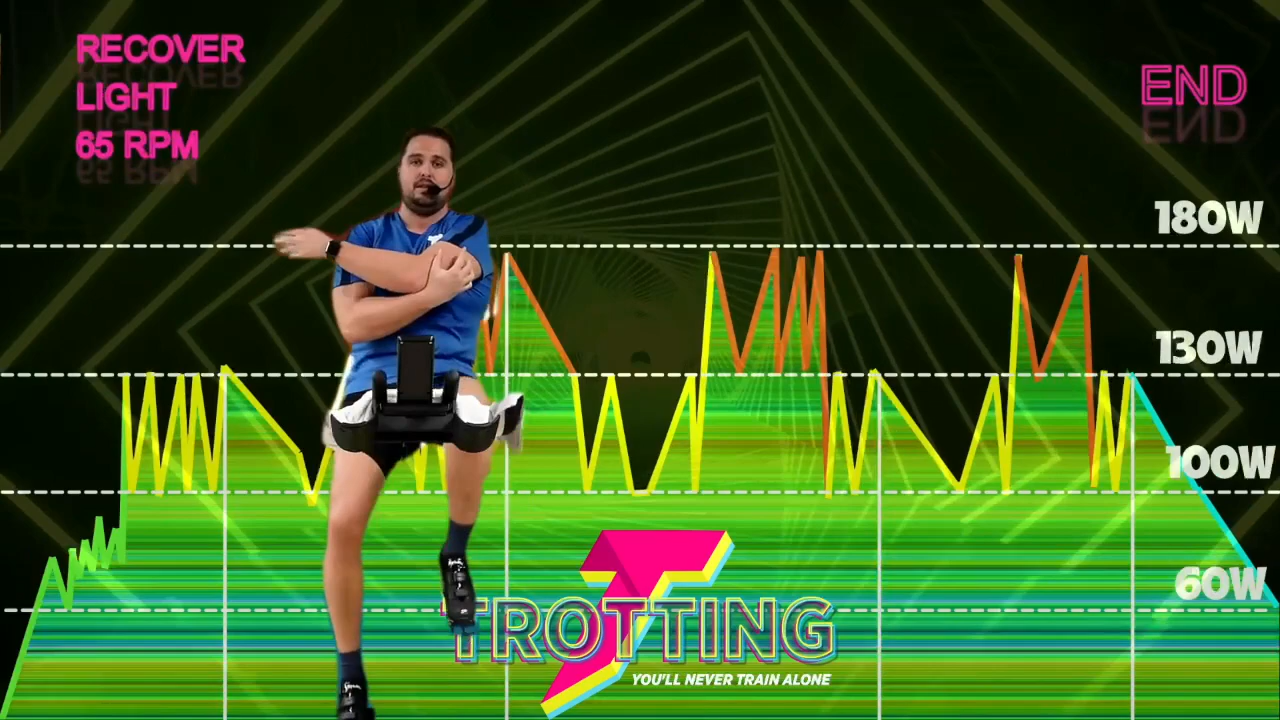 RECOVER
LIGHT
65 RPM
END
180W
130W
100W
60W
TROTTING
YOU'LL NEVER TRAIN ALONE